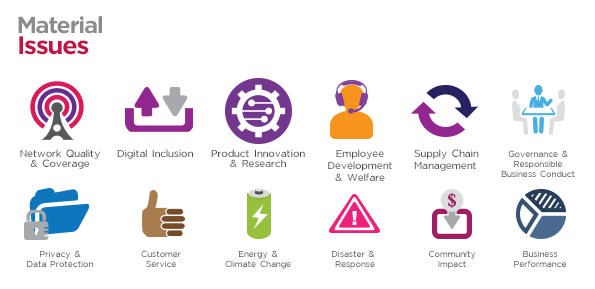 Material
Issues
Network Quality
& Coverage
Digital Inclusion
Product Innovation
& Research
Employee
Development
& Welfare
Supply Chain
Management
Governance &
Responsible
Business Conduct
$
Privacy &
Data Protection
Customer
Service
Energy &
Climate Change
!
Disaster &
Response
Community
Impact
Business
Performance